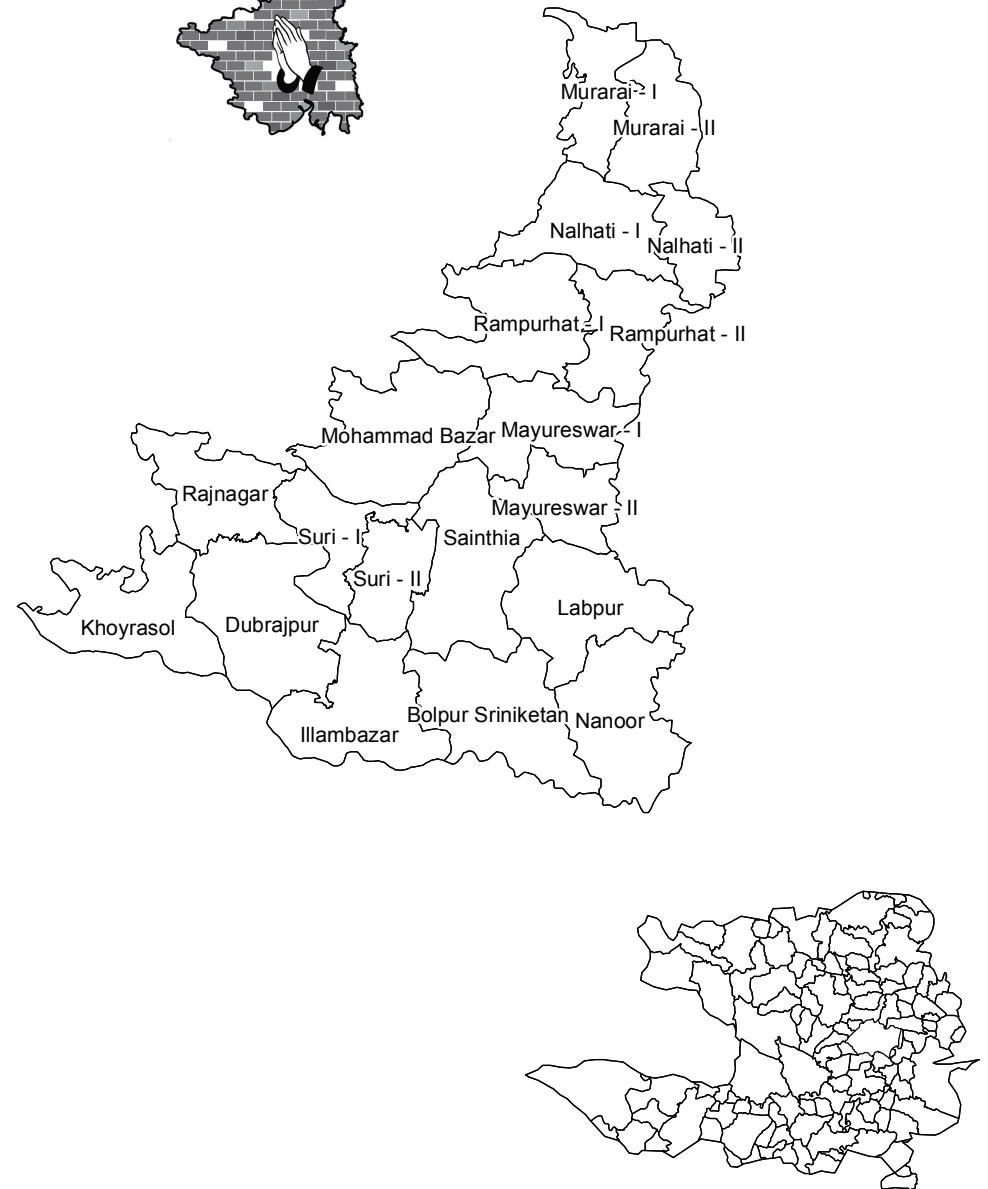 Murarai - I
Murarai - II
Nalhati - I
Nalhati - II
Rampurhat - I
Rampurhat - II
Mohammad Bazar
Mayureswar - I
Rajnagar
Mayureswar - II
Suri - I
Sainthia
Suri - II
Labpur
Khoyrasol
Dubrajpur
Bolpur Sriniketan
Nanoor
Illambazar